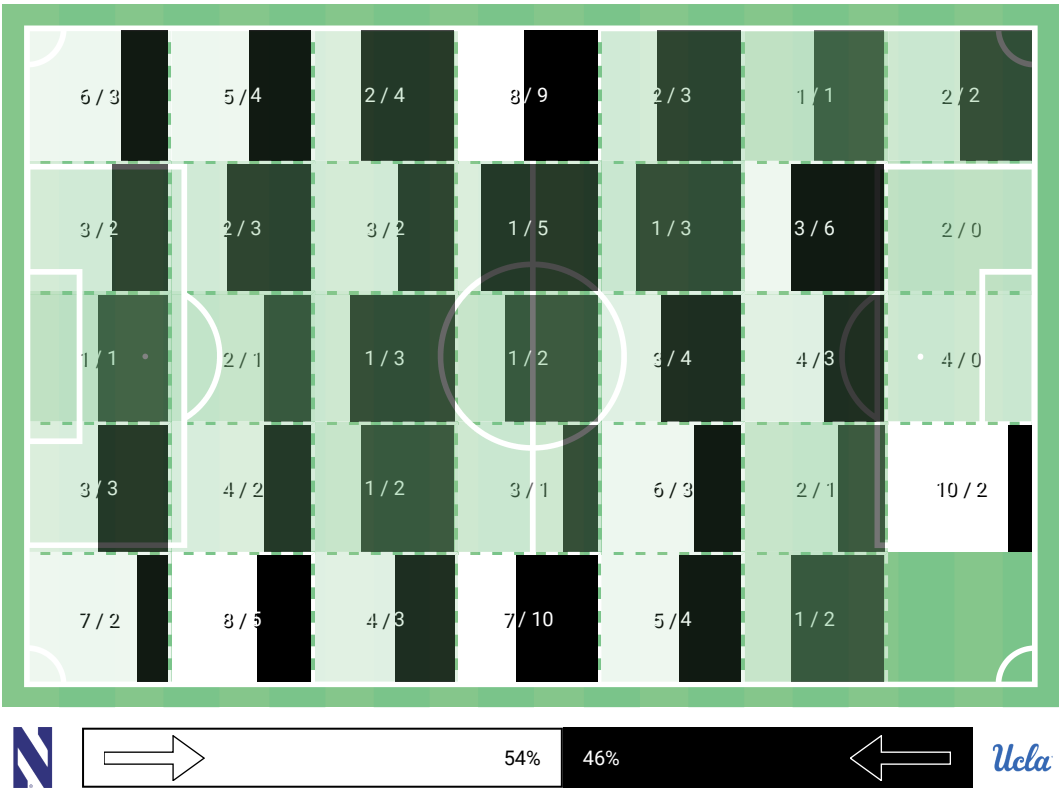 6 / 3 5 / 4 2 / 4 8 / 9 2 / 3 1 / 1 2 / 2
3 / 2 2 / 3 3 / 2 1 / 5 1 / 3 3 / 6 2 / 0
1 / 1 2 / 1 1 / 3 1 / 2 3 / 4 4 / 3 4 / 0
3 / 3 4 / 2 1 / 2 3 / 1 6 / 3 2 / 1 10 / 2
7 / 2 8 / 5 4 / 3 7 / 10 5 / 4 1 / 2
N 54% 46% Ucla